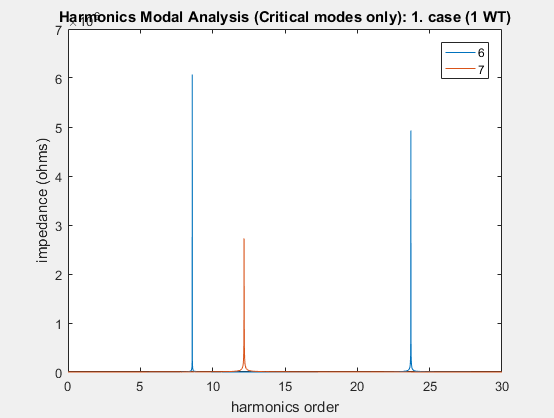 Harmonics Modal Analysis (Critical modes only): 1. case (1 WT)
7
6
5
4
3
2
1
0
impedance (ohms)
6
7
0 5 10 15 20 25 30
harmonics order